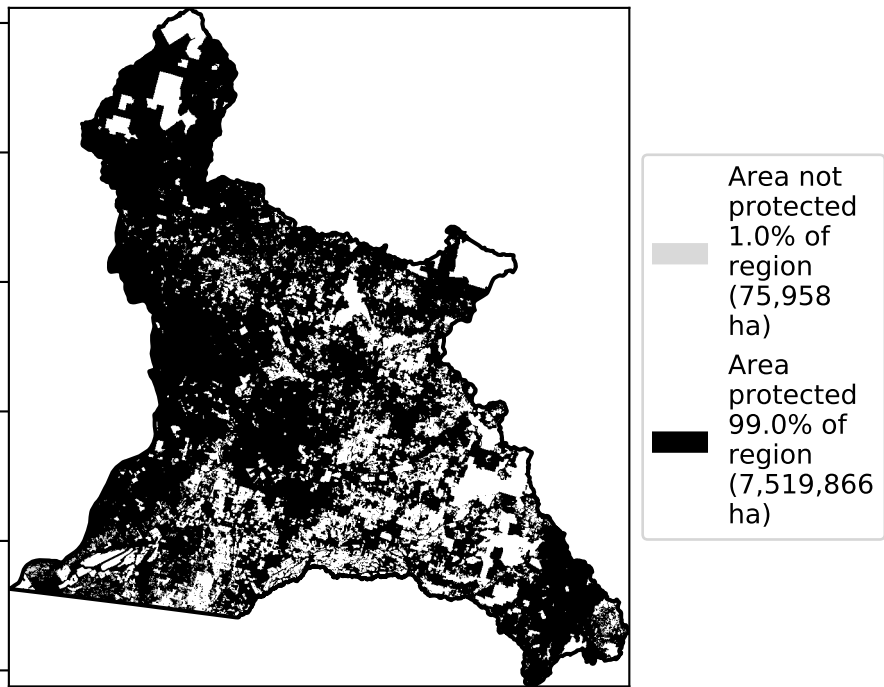 Area not
protected
1.0% of
region
(75,958
ha)
Area
protected
99.0% of
region
(7,519,866
ha)